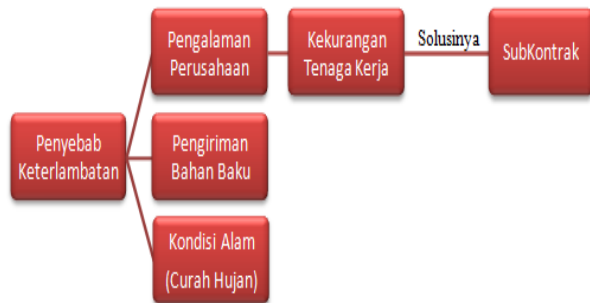 Pengalaman
Perusahaan
Kekurangan
Tenaga Kerja
Solusinya
SubKontrak
Penyebab
Keterlambatan
Pengiriman
Bahan Baku
Kondisi Alam
(Curah Hujan)